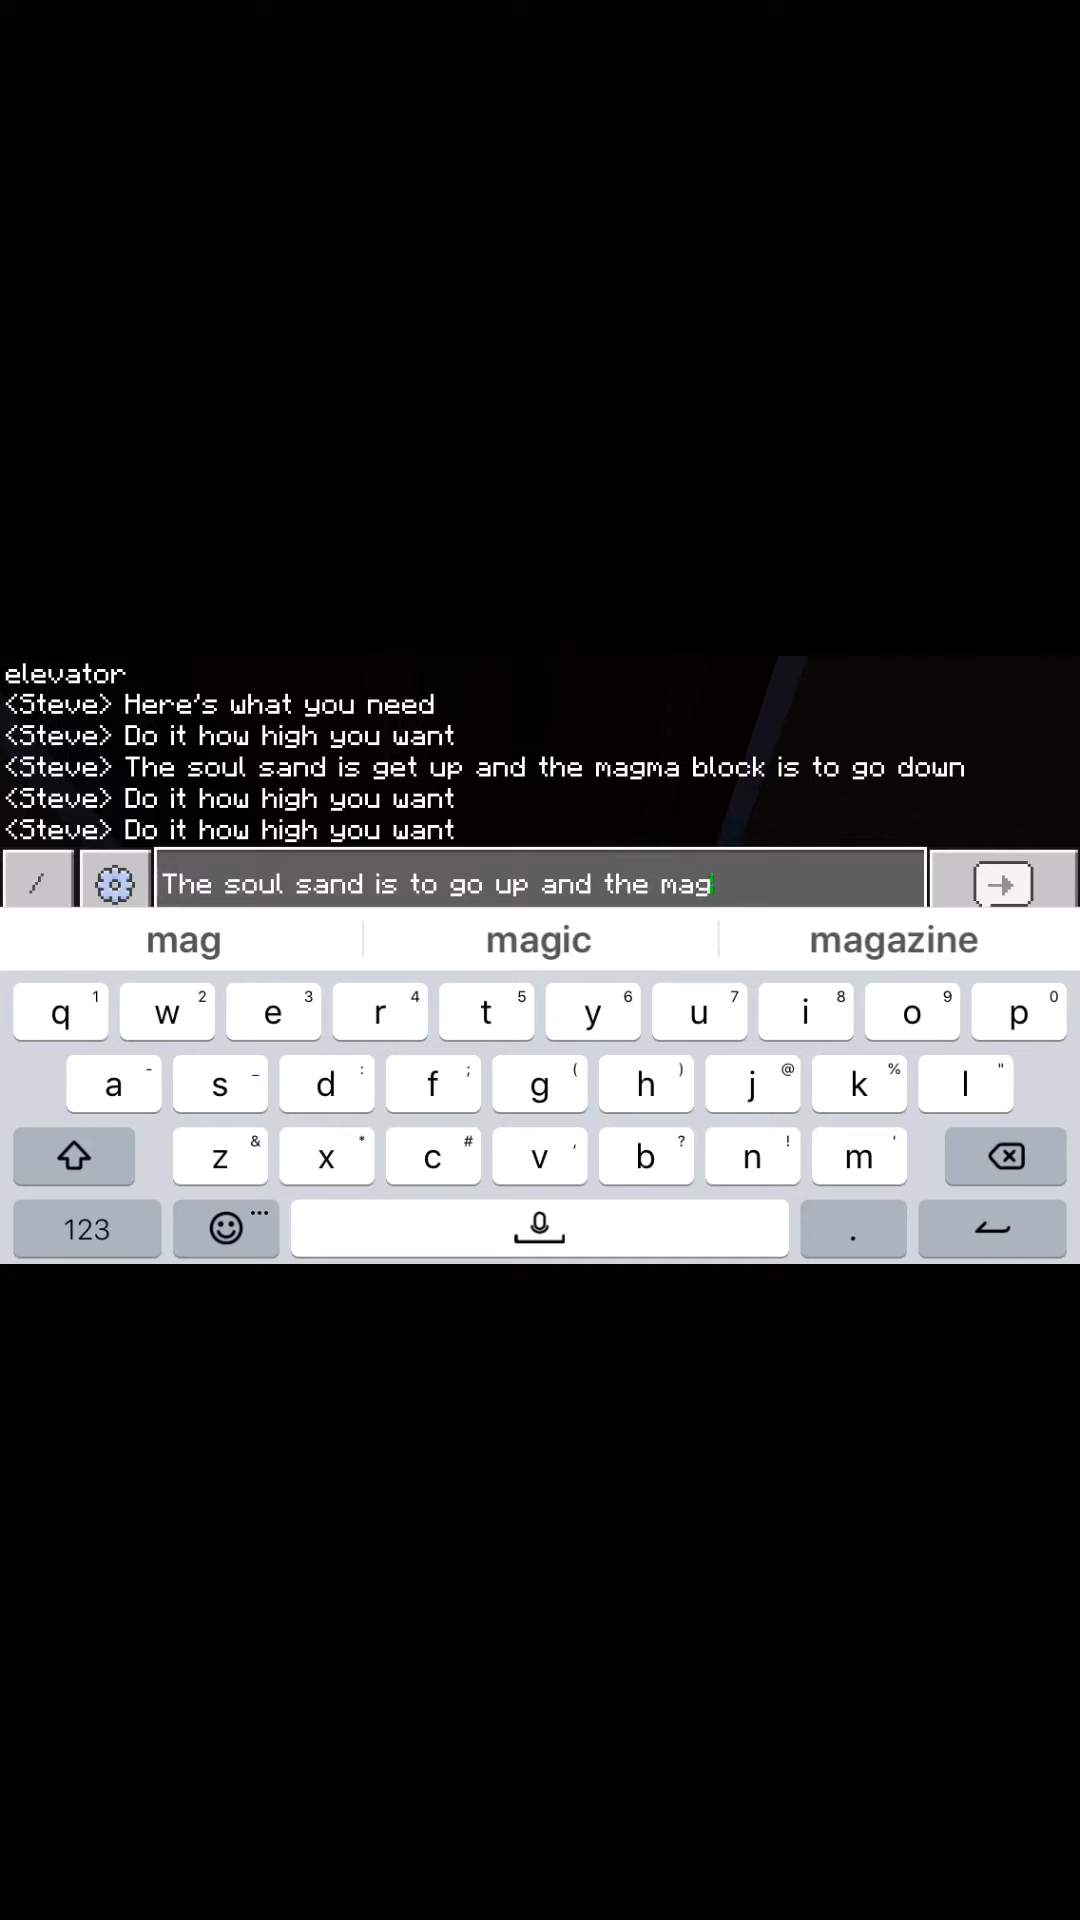 elevator
<Steve> Here's what you need
<Steve> Do it how high you want
<Steve> The soul sand is get up and the magma block is to go down
<Steve> Do it how high you want
<Steve> Do it how high you want
/ The soul sand is to go up and the mag
mag magic magazine
q 1 w 2 e 3 r 4 t 5 y 6 u 7 i 8 o 9 p 0
a - s _ d : f ; g ( h ) j @ k % l "
z & x * c # v , b ? n ! m '
123 ... .